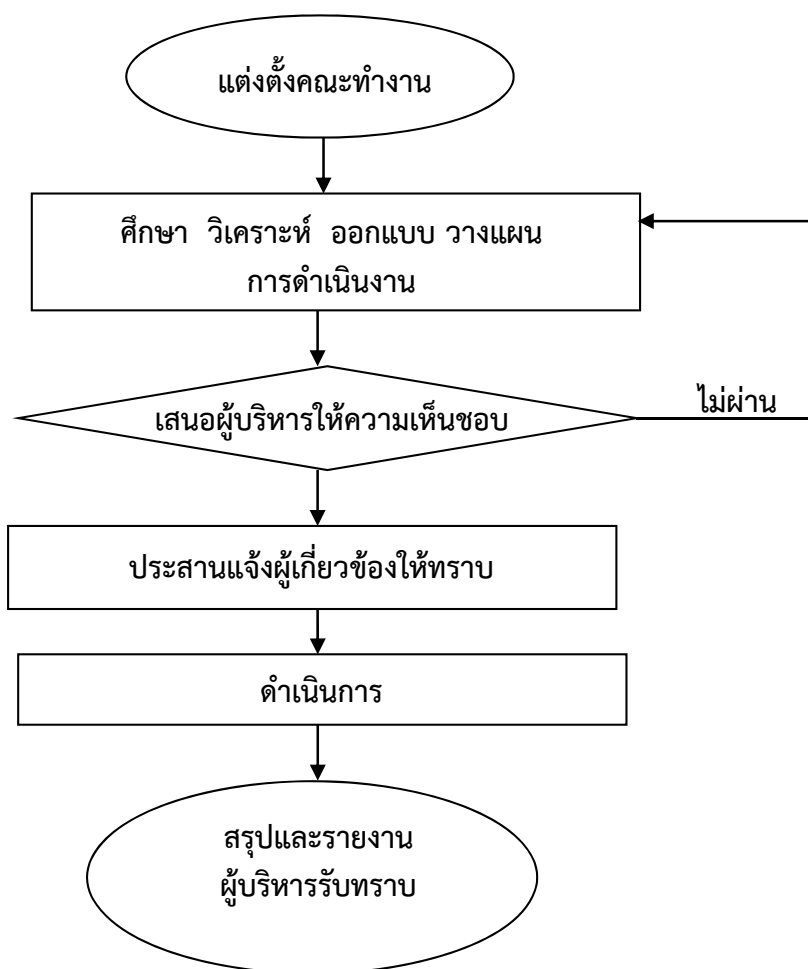 แต่งตั้งคณะทำงาน
ศึกษา วิเคราะห์ ออกแบบ วางแผน
การดำเนินงาน
เสนอผู้บริหารให้ความเห็นชอบ
ไม่ผ่าน
ประสานแจ้งผู้เกี่ยวข้องให้ทราบ
ดำเนินการ
สรุปและรายงาน
ผู้บริหารรับทราบ